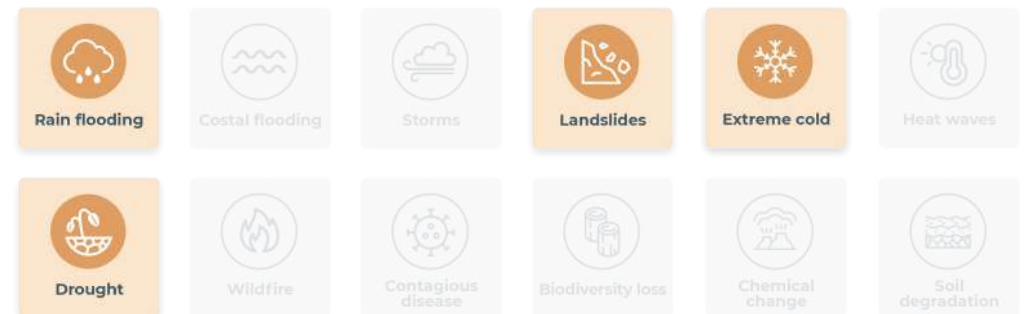 Rain flooding
Costal flooding
Storms
Landslides
Extreme cold
Heat waves
Drought
Wildfire
Contagious
disease
Biodiversity loss
Chemical
change
Soil
degradation